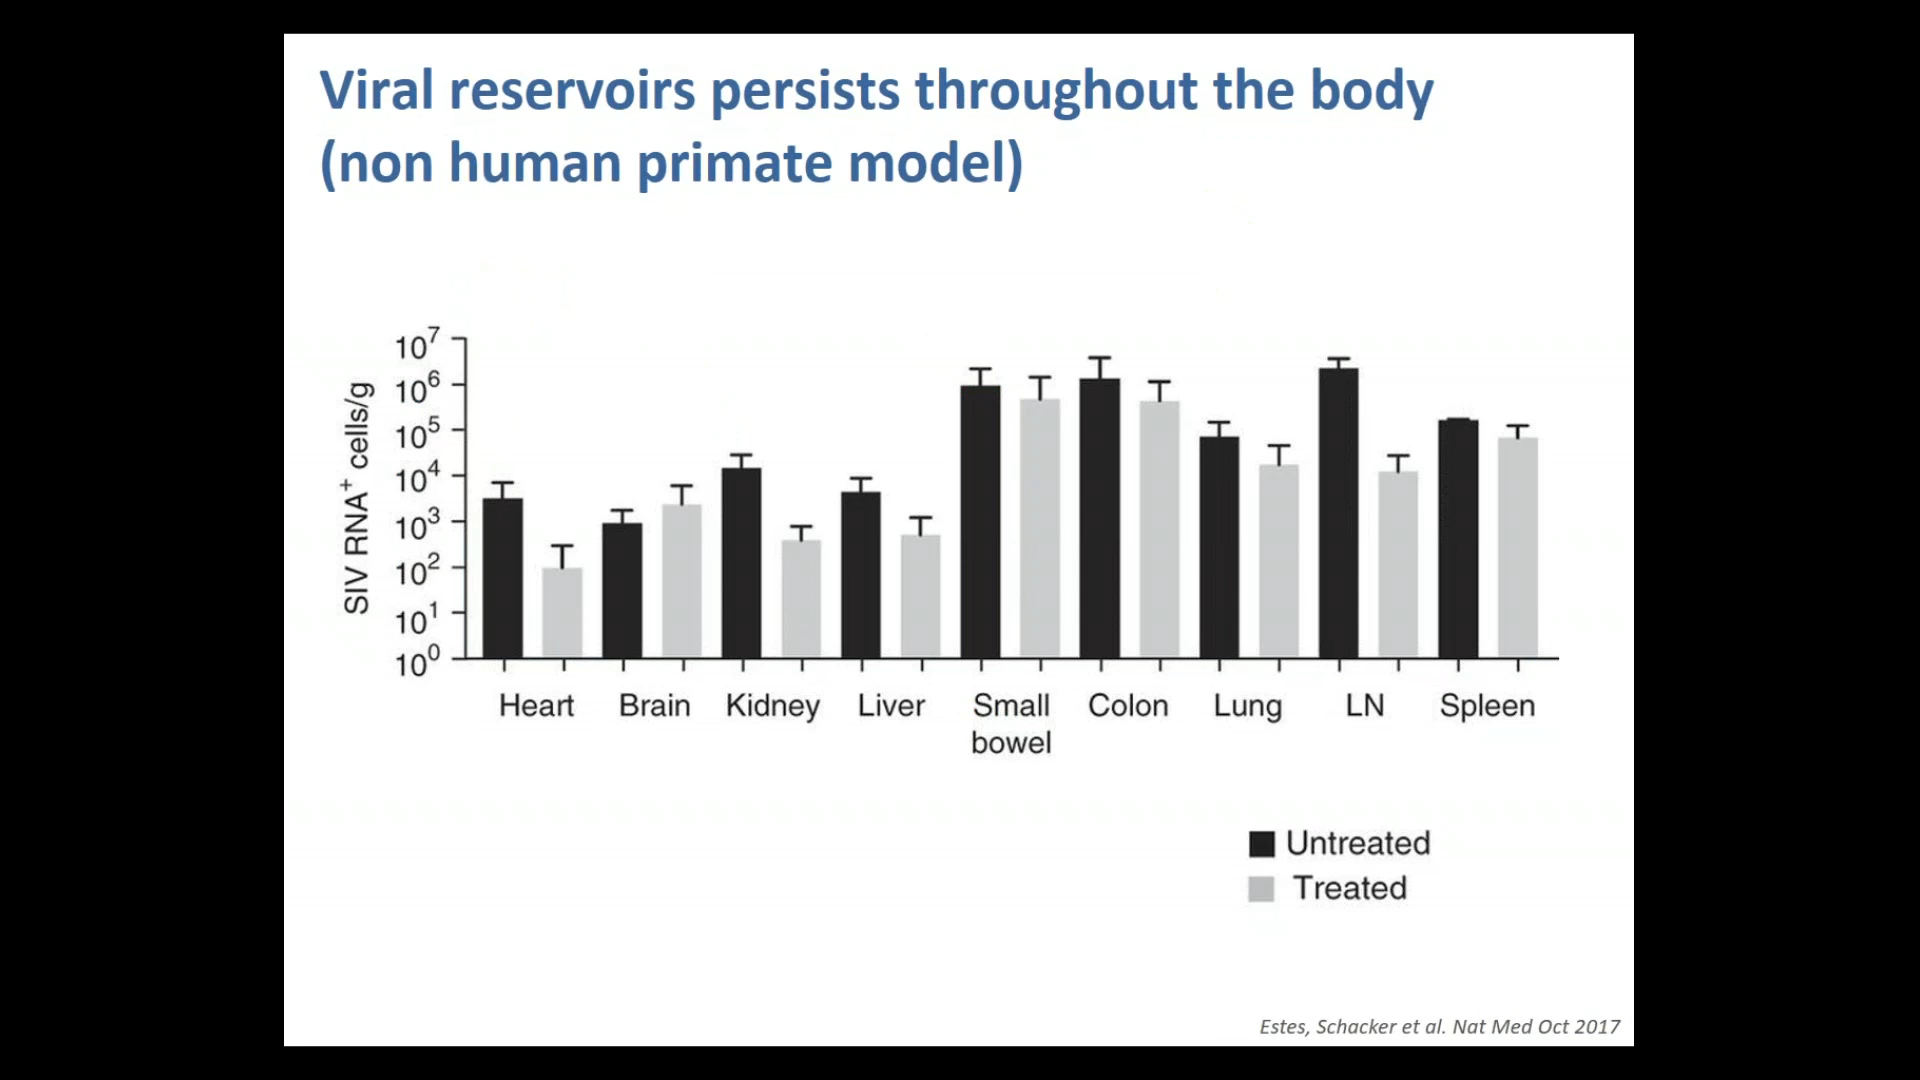 Viral reservoirs persists throughout the body
(non human primate model)
SIV RNA⁺ cells/g
10⁷
10⁶
10⁵
10⁴
10³
10²
10¹
10⁰
Heart Brain Kidney Liver Small bowel Colon Lung LN Spleen
Untreated
Treated
Estes, Schacker et al. Nat Med Oct 2017